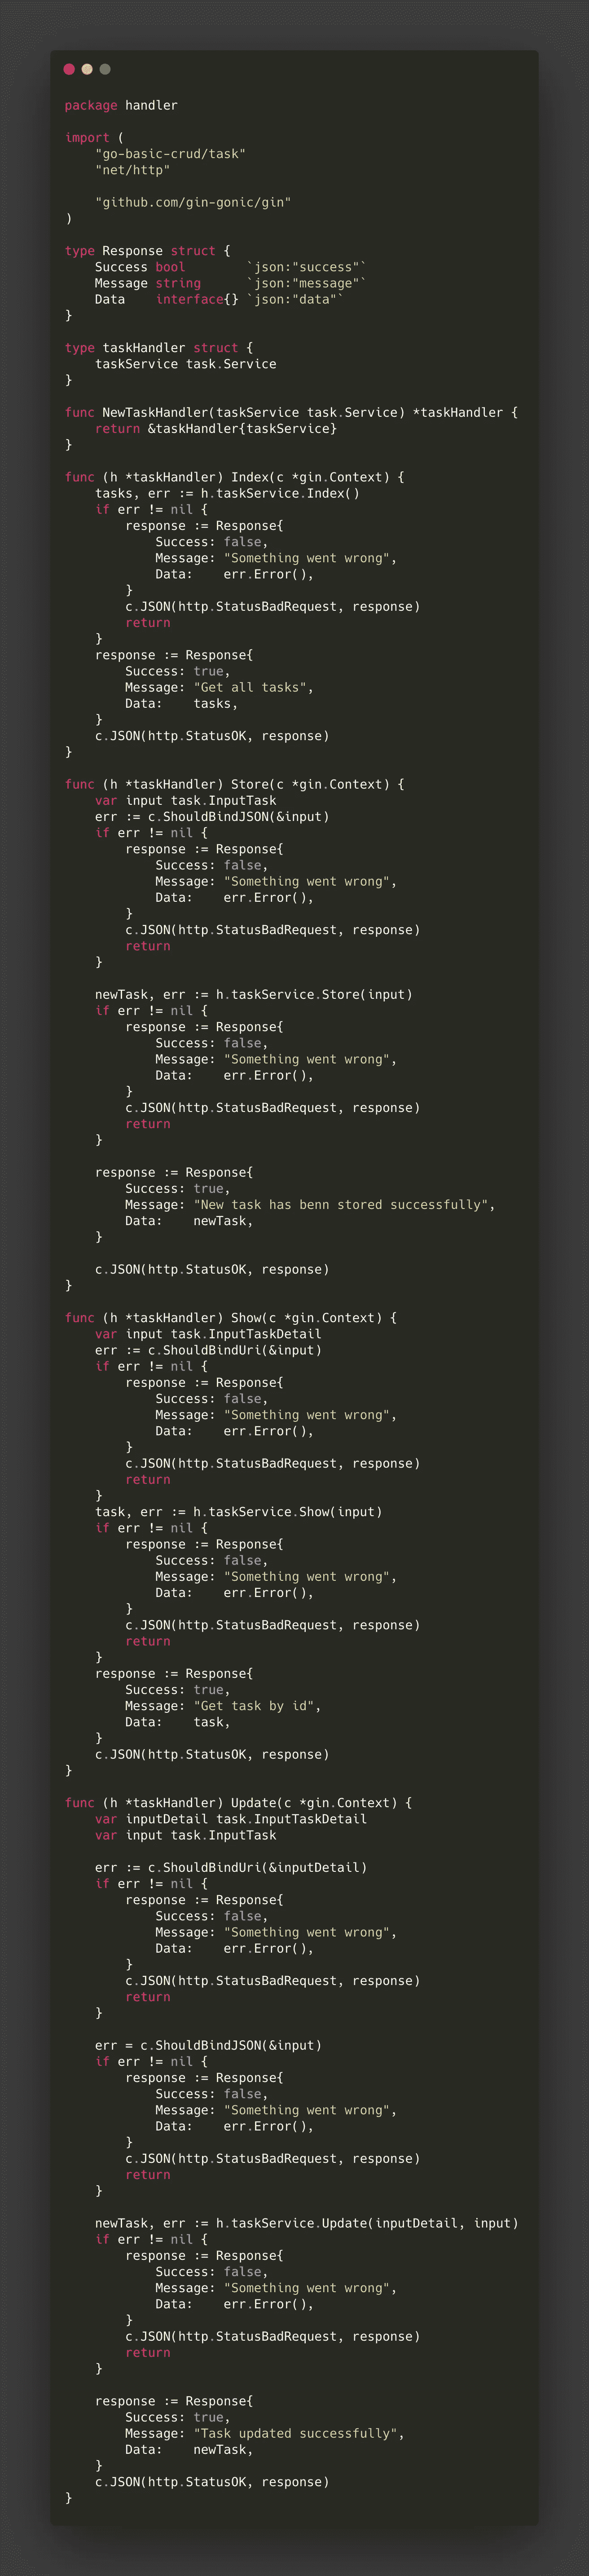 package handler

import (
    "go-basic-crud/task"
    "net/http"

    "github.com/gin-gonic/gin"
)

type Response struct {
    Success bool        `json:"success"`
    Message string      `json:"message"`
    Data    interface{} `json:"data"`
}

type taskHandler struct {
    taskService task.Service
}

func NewTaskHandler(taskService task.Service) *taskHandler {
    return &taskHandler{taskService}
}

func (h *taskHandler) Index(c *gin.Context) {
    tasks, err := h.taskService.Index()
    if err != nil {
        response := Response{
            Success: false,
            Message: "Something went wrong",
            Data:    err.Error(),
        }
        c.JSON(http.StatusBadRequest, response)
        return
    }
    response := Response{
        Success: true,
        Message: "Get all tasks",
        Data:    tasks,
    }
    c.JSON(http.StatusOK, response)
}

func (h *taskHandler) Store(c *gin.Context) {
    var input task.InputTask
    err := c.ShouldBindJSON(&input)
    if err != nil {
        response := Response{
            Success: false,
            Message: "Something went wrong",
            Data:    err.Error(),
        }
        c.JSON(http.StatusBadRequest, response)
        return
    }

    newTask, err := h.taskService.Store(input)
    if err != nil {
        response := Response{
            Success: false,
            Message: "Something went wrong",
            Data:    err.Error(),
        }
        c.JSON(http.StatusBadRequest, response)
        return
    }

    response := Response{
        Success: true,
        Message: "New task has benn stored successfully",
        Data:    newTask,
    }

    c.JSON(http.StatusOK, response)
}

func (h *taskHandler) Show(c *gin.Context) {
    var input task.InputTaskDetail
    err := c.ShouldBindUri(&input)
    if err != nil {
        response := Response{
            Success: false,
            Message: "Something went wrong",
            Data:    err.Error(),
        }
        c.JSON(http.StatusBadRequest, response)
        return
    }
    task, err := h.taskService.Show(input)
    if err != nil {
        response := Response{
            Success: false,
            Message: "Something went wrong",
            Data:    err.Error(),
        }
        c.JSON(http.StatusBadRequest, response)
        return
    }
    response := Response{
        Success: true,
        Message: "Get task by id",
        Data:    task,
    }
    c.JSON(http.StatusOK, response)
}

func (h *taskHandler) Update(c *gin.Context) {
    var inputDetail task.InputTaskDetail
    var input task.InputTask

    err := c.ShouldBindUri(&inputDetail)
    if err != nil {
        response := Response{
            Success: false,
            Message: "Something went wrong",
            Data:    err.Error(),
        }
        c.JSON(http.StatusBadRequest, response)
        return
    }

    err = c.ShouldBindJSON(&input)
    if err != nil {
        response := Response{
            Success: false,
            Message: "Something went wrong",
            Data:    err.Error(),
        }
        c.JSON(http.StatusBadRequest, response)
        return
    }

    newTask, err := h.taskService.Update(inputDetail, input)
    if err != nil {
        response := Response{
            Success: false,
            Message: "Something went wrong",
            Data:    err.Error(),
        }
        c.JSON(http.StatusBadRequest, response)
        return
    }

    response := Response{
        Success: true,
        Message: "Task updated successfully",
        Data:    newTask,
    }
    c.JSON(http.StatusOK, response)
}